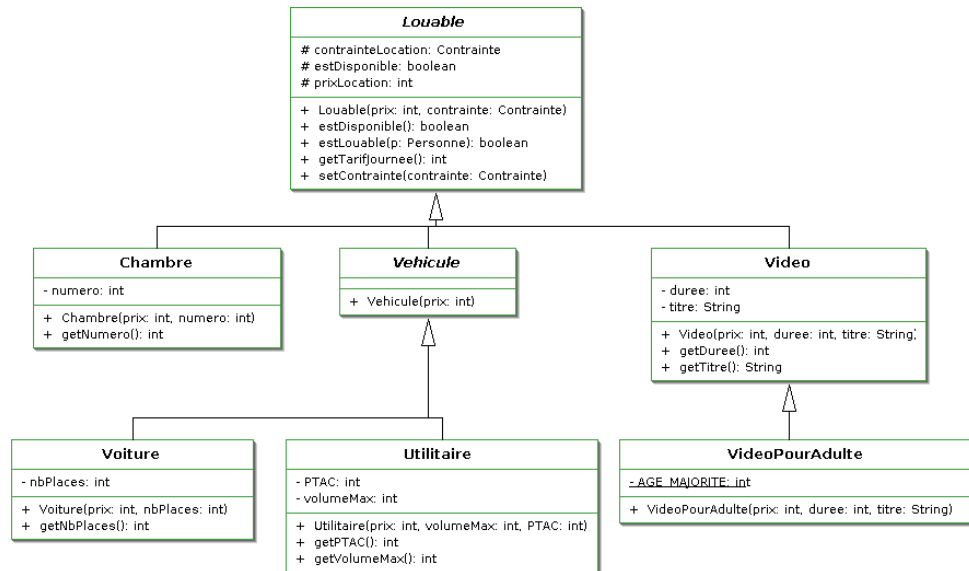 Louable
# contrainteLocation: Contrainte
# estDisponible: boolean
# prixLocation: int
+ Louable(prix: int, contrainte: Contrainte)
+ estDisponible(): boolean
+ estLouable(p: Personne): boolean
+ getTarifJournee(): int
+ setContrainte(contrainte: Contrainte)
Chambre
- numero: int
+ Chambre(prix: int, numero: int)
+ getNumero(): int
Vehicule
+ Vehicule(prix: int)
Video
- duree: int
- titre: String
+ Video(prix: int, duree: int, titre: String)
+ getDuree(): int
+ getTitre(): String
Voiture
- nbPlaces: int
+ Voiture(prix: int, nbPlaces: int)
+ getNbPlaces(): int
Utilitaire
- PTAC: int
- volumeMax: int
+ Utilitaire(prix: int, volumeMax: int, PTAC: int)
+ getPTAC(): int
+ getVolumeMax(): int
VideoPourAdulte
- AGE_MAJORITE: int
+ VideoPourAdulte(prix: int, duree: int, titre: String)